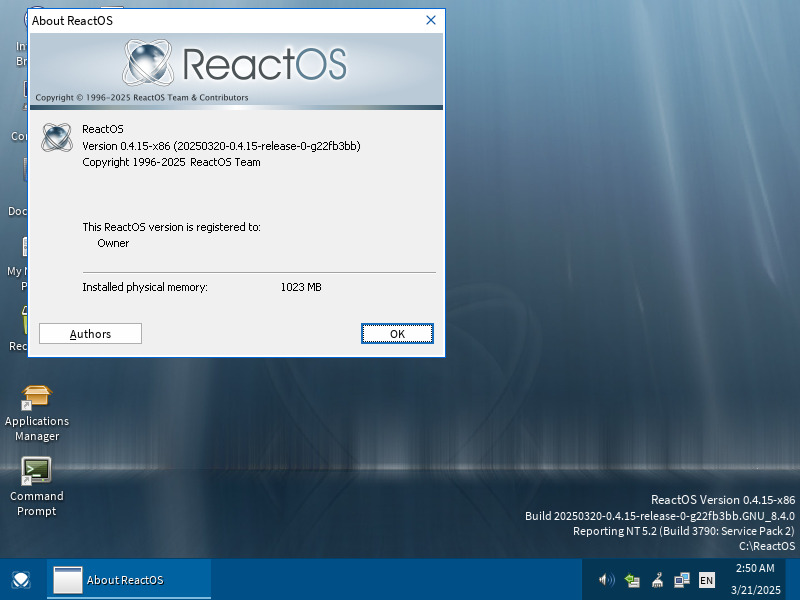 About ReactOS
ReactOS
Copyright © 1996-2025 ReactOS Team & Contributors
ReactOS
Version 0.4.15-x86 (20250320-0.4.15-release-0-g22fb3bb)
Copyright 1996-2025 ReactOS Team
This ReactOS version is registered to:
Owner
Installed physical memory: 1023 MB
Authors
OK
In
Br
Co
Doc
My N
P
Rec
Applications
Manager
Command
Prompt
ReactOS Version 0.4.15-x86
Build 20250320-0.4.15-release-0-g22fb3bb.GNU_8.4.0
Reporting NT 5.2 (Build 3790: Service Pack 2)
C:\ReactOS
About ReactOS
EN
2:50 AM
3/21/2025